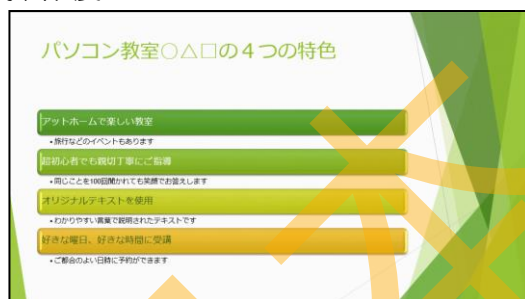 パソコン教室○△□の４つの特色
アットホームで楽しい教室
•旅行などのイベントもあります
超初心者でも親切丁寧にご指導
•同じことを100回聞かれても笑顔でお答えします
オリジナルテキストを使用
•わかりやすい言葉で説明されたテキストです
好きな曜日、好きな時間に受講
•ご都合のよい日時に予約ができます